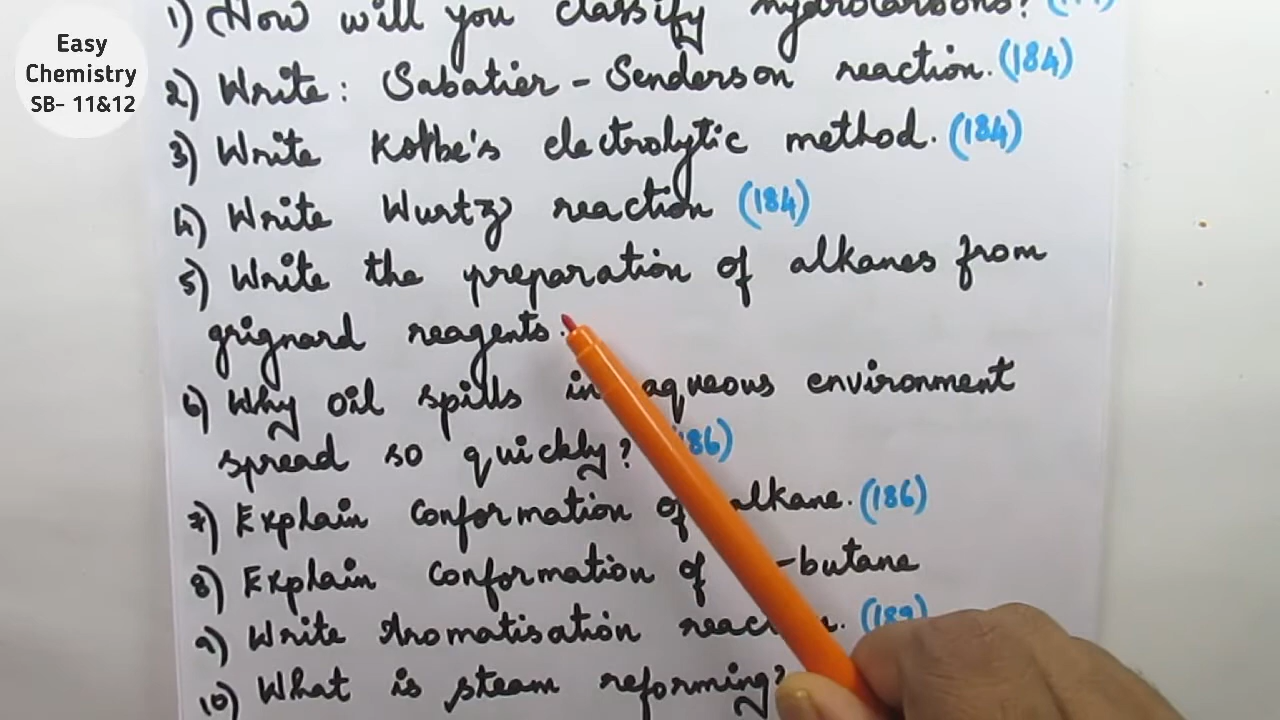 Easy
Chemistry
SB- 11&12
1) How will you classify hydrocarbons?
2) Write: Sabatier - Senderson reaction. (184)
3) Write Kolbe's electrolytic method. (184)
4) Write Wurtz reaction (184)
5) Write the preparation of alkanes from
grignard reagents.
6) Why oil spills in aqueous environment
spread so quickly? 186)
7) Explain conformation of alkane. (186)
8) Explain conformation of -butane
9) Write Aromatisation reac n. (189)
10) What is steam reforming?